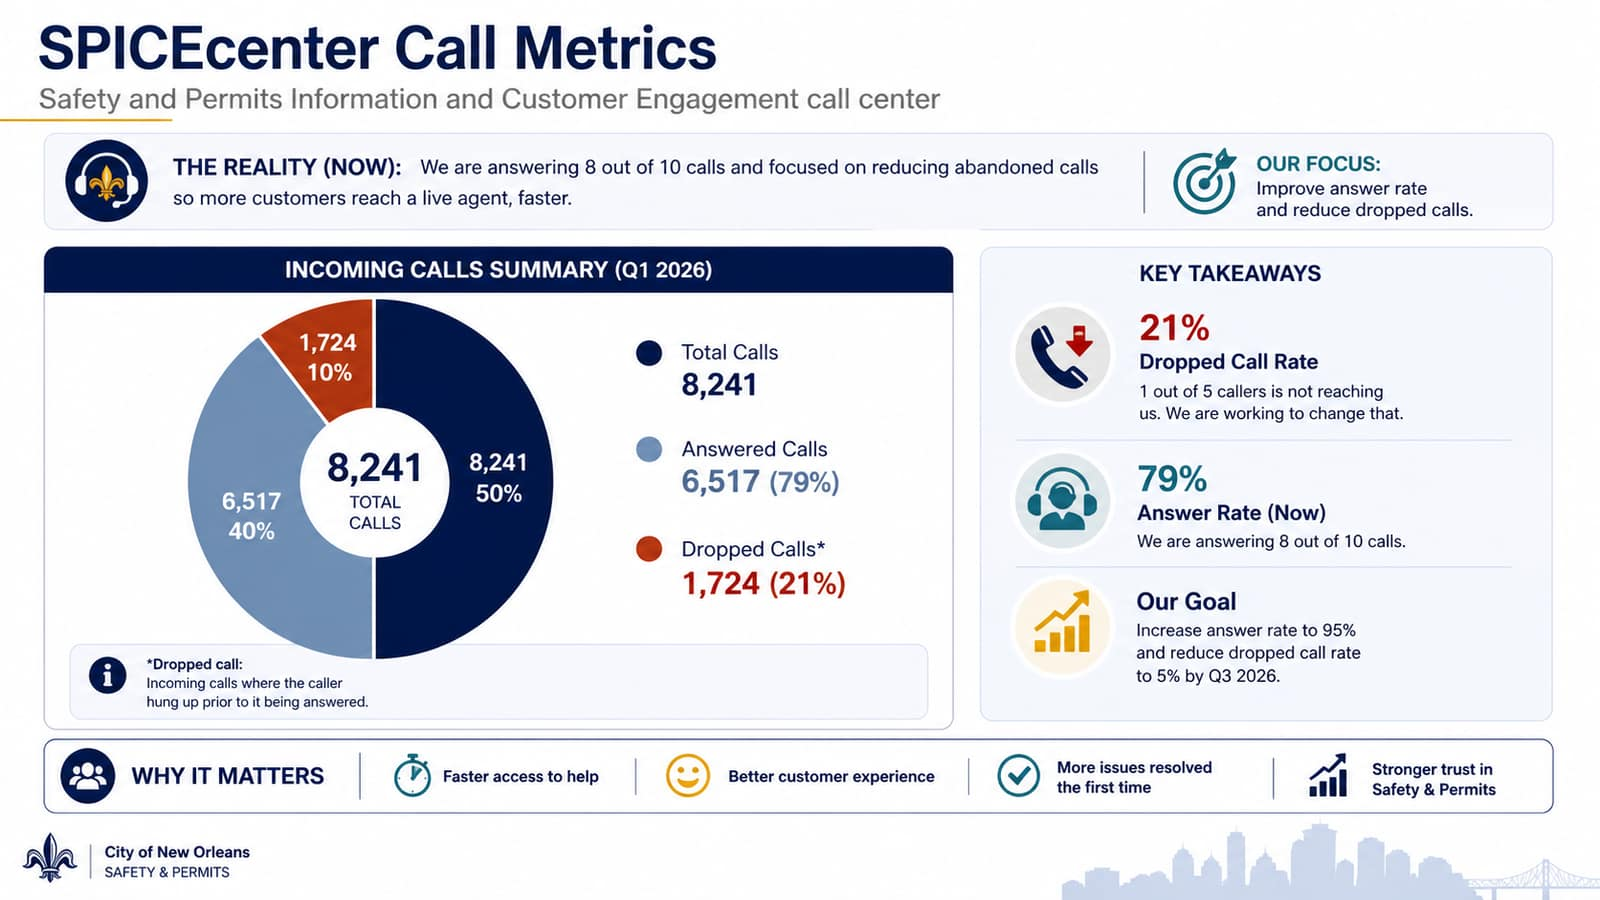 SPICEcenter Call Metrics
Safety and Permits Information and Customer Engagement call center
THE REALITY (NOW): We are answering 8 out of 10 calls and focused on reducing abandoned calls
so more customers reach a live agent, faster.
OUR FOCUS:
Improve answer rate
and reduce dropped calls.
INCOMING CALLS SUMMARY (Q1 2026)
1,724
10%
8,241
50%
6,517
40%
8,241
TOTAL
CALLS
Total Calls
8,241
Answered Calls
6,517 (79%)
Dropped Calls*
1,724 (21%)
*Dropped call:
Incoming calls where the caller
hung up prior to it being answered.
KEY TAKEAWAYS
21%
Dropped Call Rate
1 out of 5 callers is not reaching
us. We are working to change that.
79%
Answer Rate (Now)
We are answering 8 out of 10 calls.
Our Goal
Increase answer rate to 95%
and reduce dropped call rate
to 5% by Q3 2026.
WHY IT MATTERS
Faster access to help
Better customer experience
More issues resolved
the first time
Stronger trust in
Safety & Permits
City of New Orleans
SAFETY & PERMITS